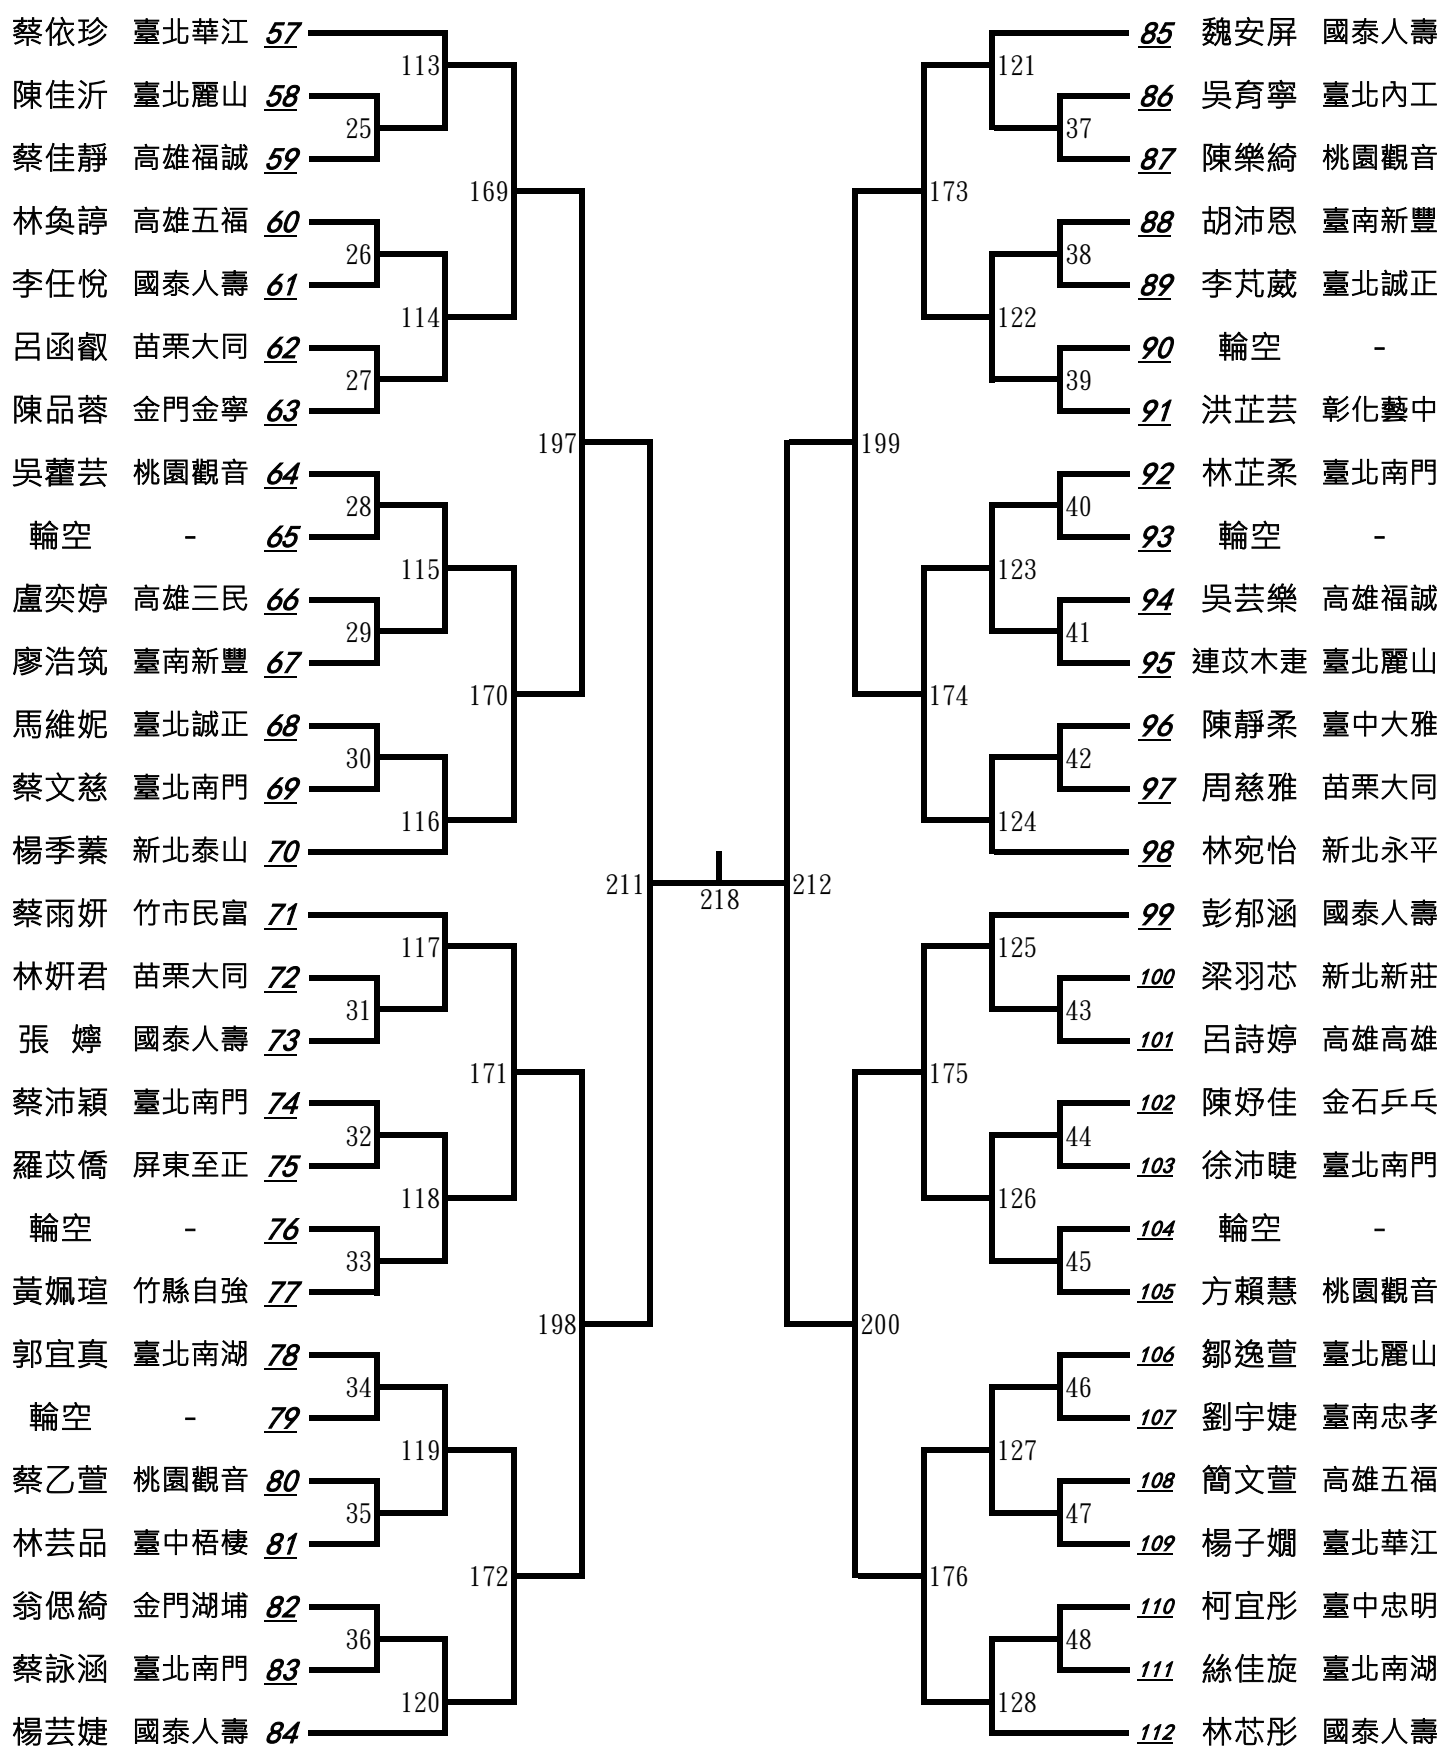 蔡依珍 臺北華江 57
113
陳佳沂 臺北麗山 58
25
蔡佳靜 高雄福誠 59
169
林奐諄 高雄五福 60
26
李任悅 國泰人壽 61
114
呂函叡 苗栗大同 62
27
陳品蓉 金門金寧 63
197
吳蘿芸 桃園觀音 64
28
輪空 - 65
115
盧奕婷 高雄三民 66
29
廖浩筑 臺南新豐 67
170
馬維妮 臺北誠正 68
30
蔡文慈 臺北南門 69
116
楊季蓁 新北泰山 70
211
蔡雨妍 竹市民富 71
117
林妍君 苗栗大同 72
31
張 嬣 國泰人壽 73
171
蔡沛穎 臺北南門 74
32
羅苡僑 屏東至正 75
118
輪空 - 76
33
黃姵瑄 竹縣自強 77
198
郭宜真 臺北南湖 78
34
輪空 - 79
119
蔡乙萱 桃園觀音 80
35
林芸品 臺中梧棲 81
172
翁偲綺 金門湖埔 82
36
蔡詠涵 臺北南門 83
120
楊芸婕 國泰人壽 84
218
85 魏安屏 國泰人壽
121
86 吳育寧 臺北內工
37
87 陳樂綺 桃園觀音
173
88 胡沛恩 臺南新豐
38
89 李芃葳 臺北誠正
122
90 輪空 -
39
91 洪芷芸 彰化藝中
199
92 林芷柔 臺北南門
40
93 輪空 -
123
94 吳芸樂 高雄福誠
41
95 連苡木疌 臺北麗山
174
96 陳靜柔 臺中大雅
42
97 周慈雅 苗栗大同
124
98 林宛怡 新北永平
212
99 彭郁涵 國泰人壽
125
100 梁羽芯 新北新莊
43
101 呂詩婷 高雄高雄
175
102 陳妤佳 金石乒乓
44
103 徐沛睫 臺北南門
126
104 輪空 -
45
105 方賴慧 桃園觀音
200
106 鄒逸萱 臺北麗山
46
107 劉宇婕 臺南忠孝
127
108 簡文萱 高雄五福
47
109 楊子嫺 臺北華江
176
110 柯宜彤 臺中忠明
48
111 絲佳旋 臺北南湖
128
112 林芯彤 國泰人壽